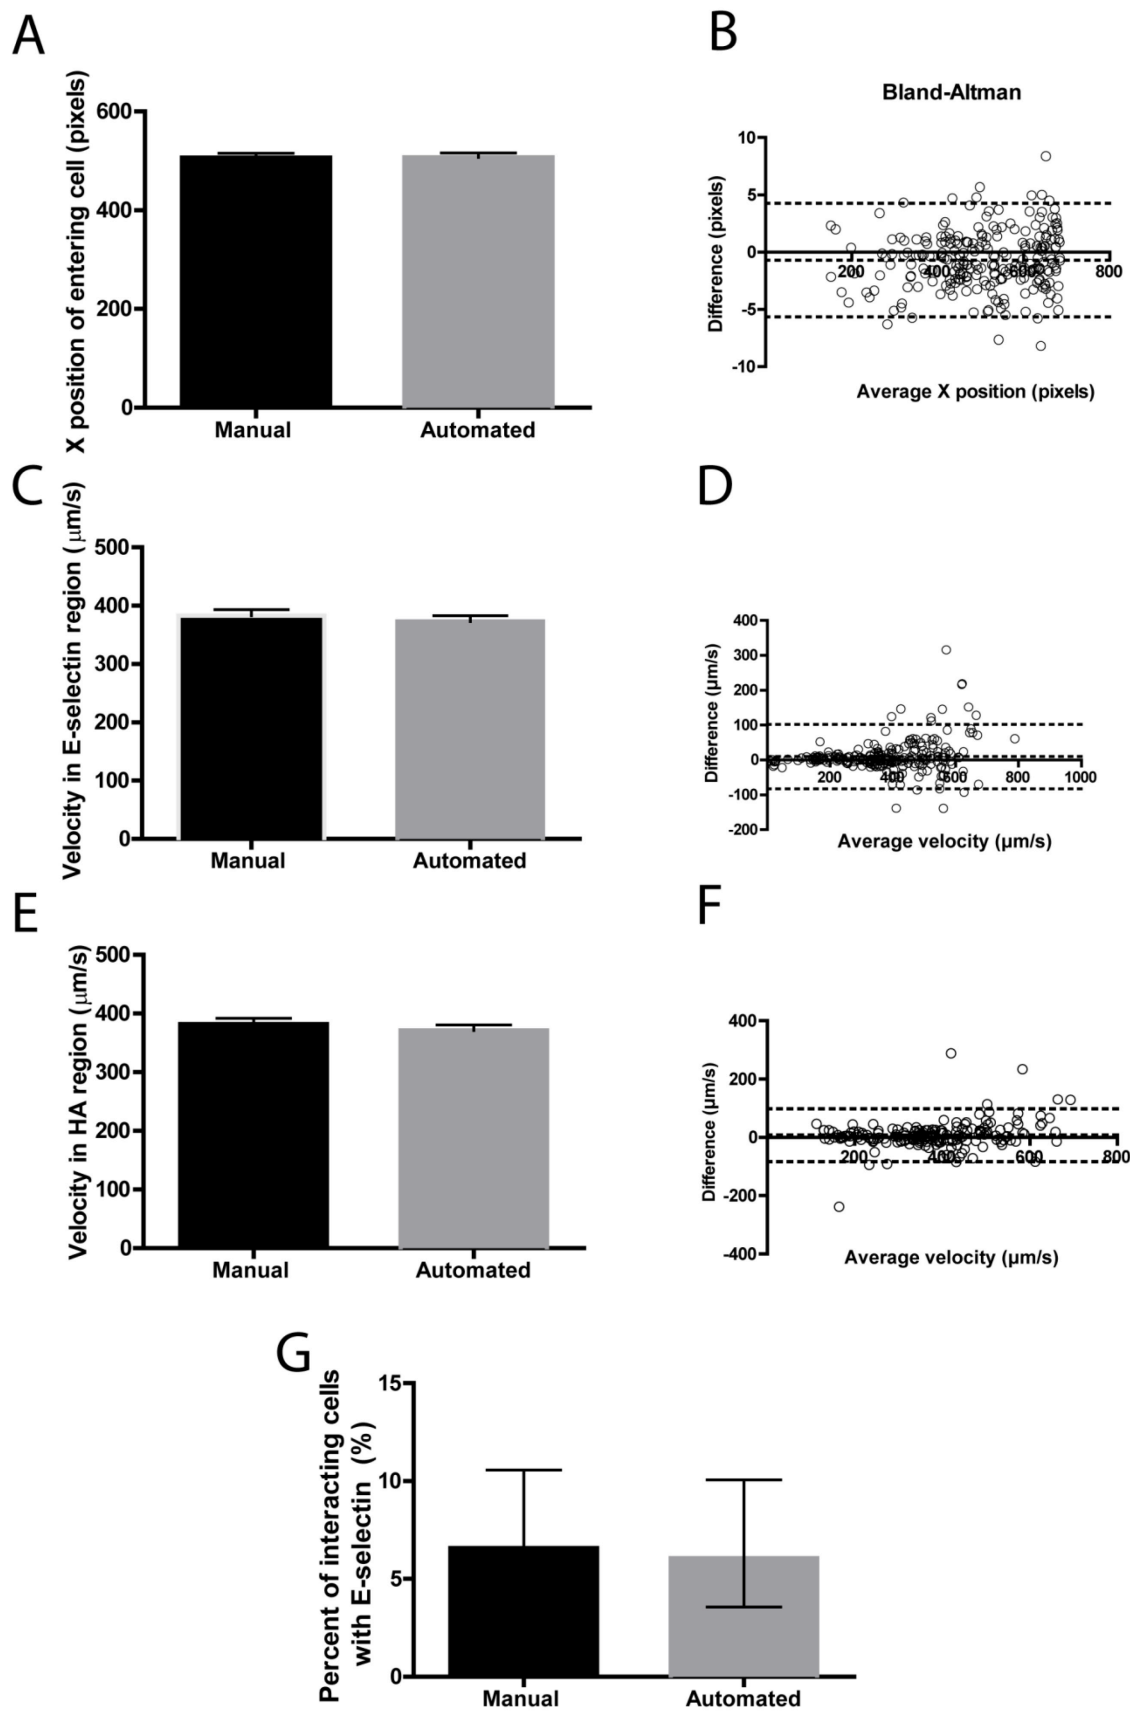 A
X position of entering cell (pixels)
600
400
200
0
Manual Automated
B
Bland-Altman
Difference (pixels)
10
5
0
-5
-10
200 400 600 800
Average X position (pixels)
C
Velocity in E-selectin region (μm/s)
500
400
300
200
100
0
Manual Automated
D
Difference (μm/s)
400
300
200
100
0
-100
-200
200 400 600 800 1000
Average velocity (μm/s)
E
Velocity in HA region (μm/s)
500
400
300
200
100
0
Manual Automated
F
Difference (μm/s)
400
200
0
-200
-400
200 400 600 800
Average velocity (μm/s)
G
Percent of interacting cells
with E-selectin (%)
15
10
5
0
Manual Automated